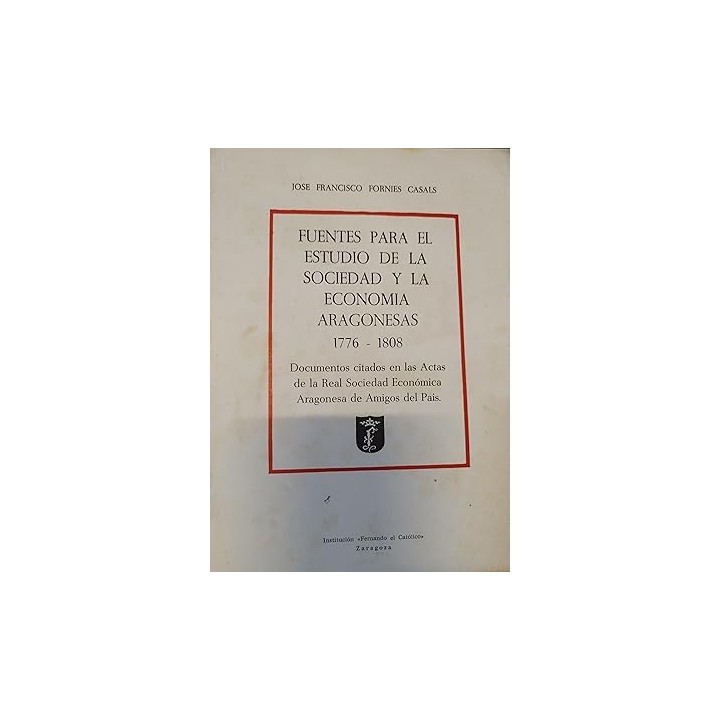 JOSE FRANCISCO FORNIES CASALS
FUENTES PARA EL
ESTUDIO DE LA
SOCIEDAD Y LA
ECONOMIA
ARAGONESAS
1776 - 1808
Documentos citados en las Actas
de la Real Sociedad Económica
Aragonesa de Amigos del País.
Institución «Fernando el Católico»
Zaragoza